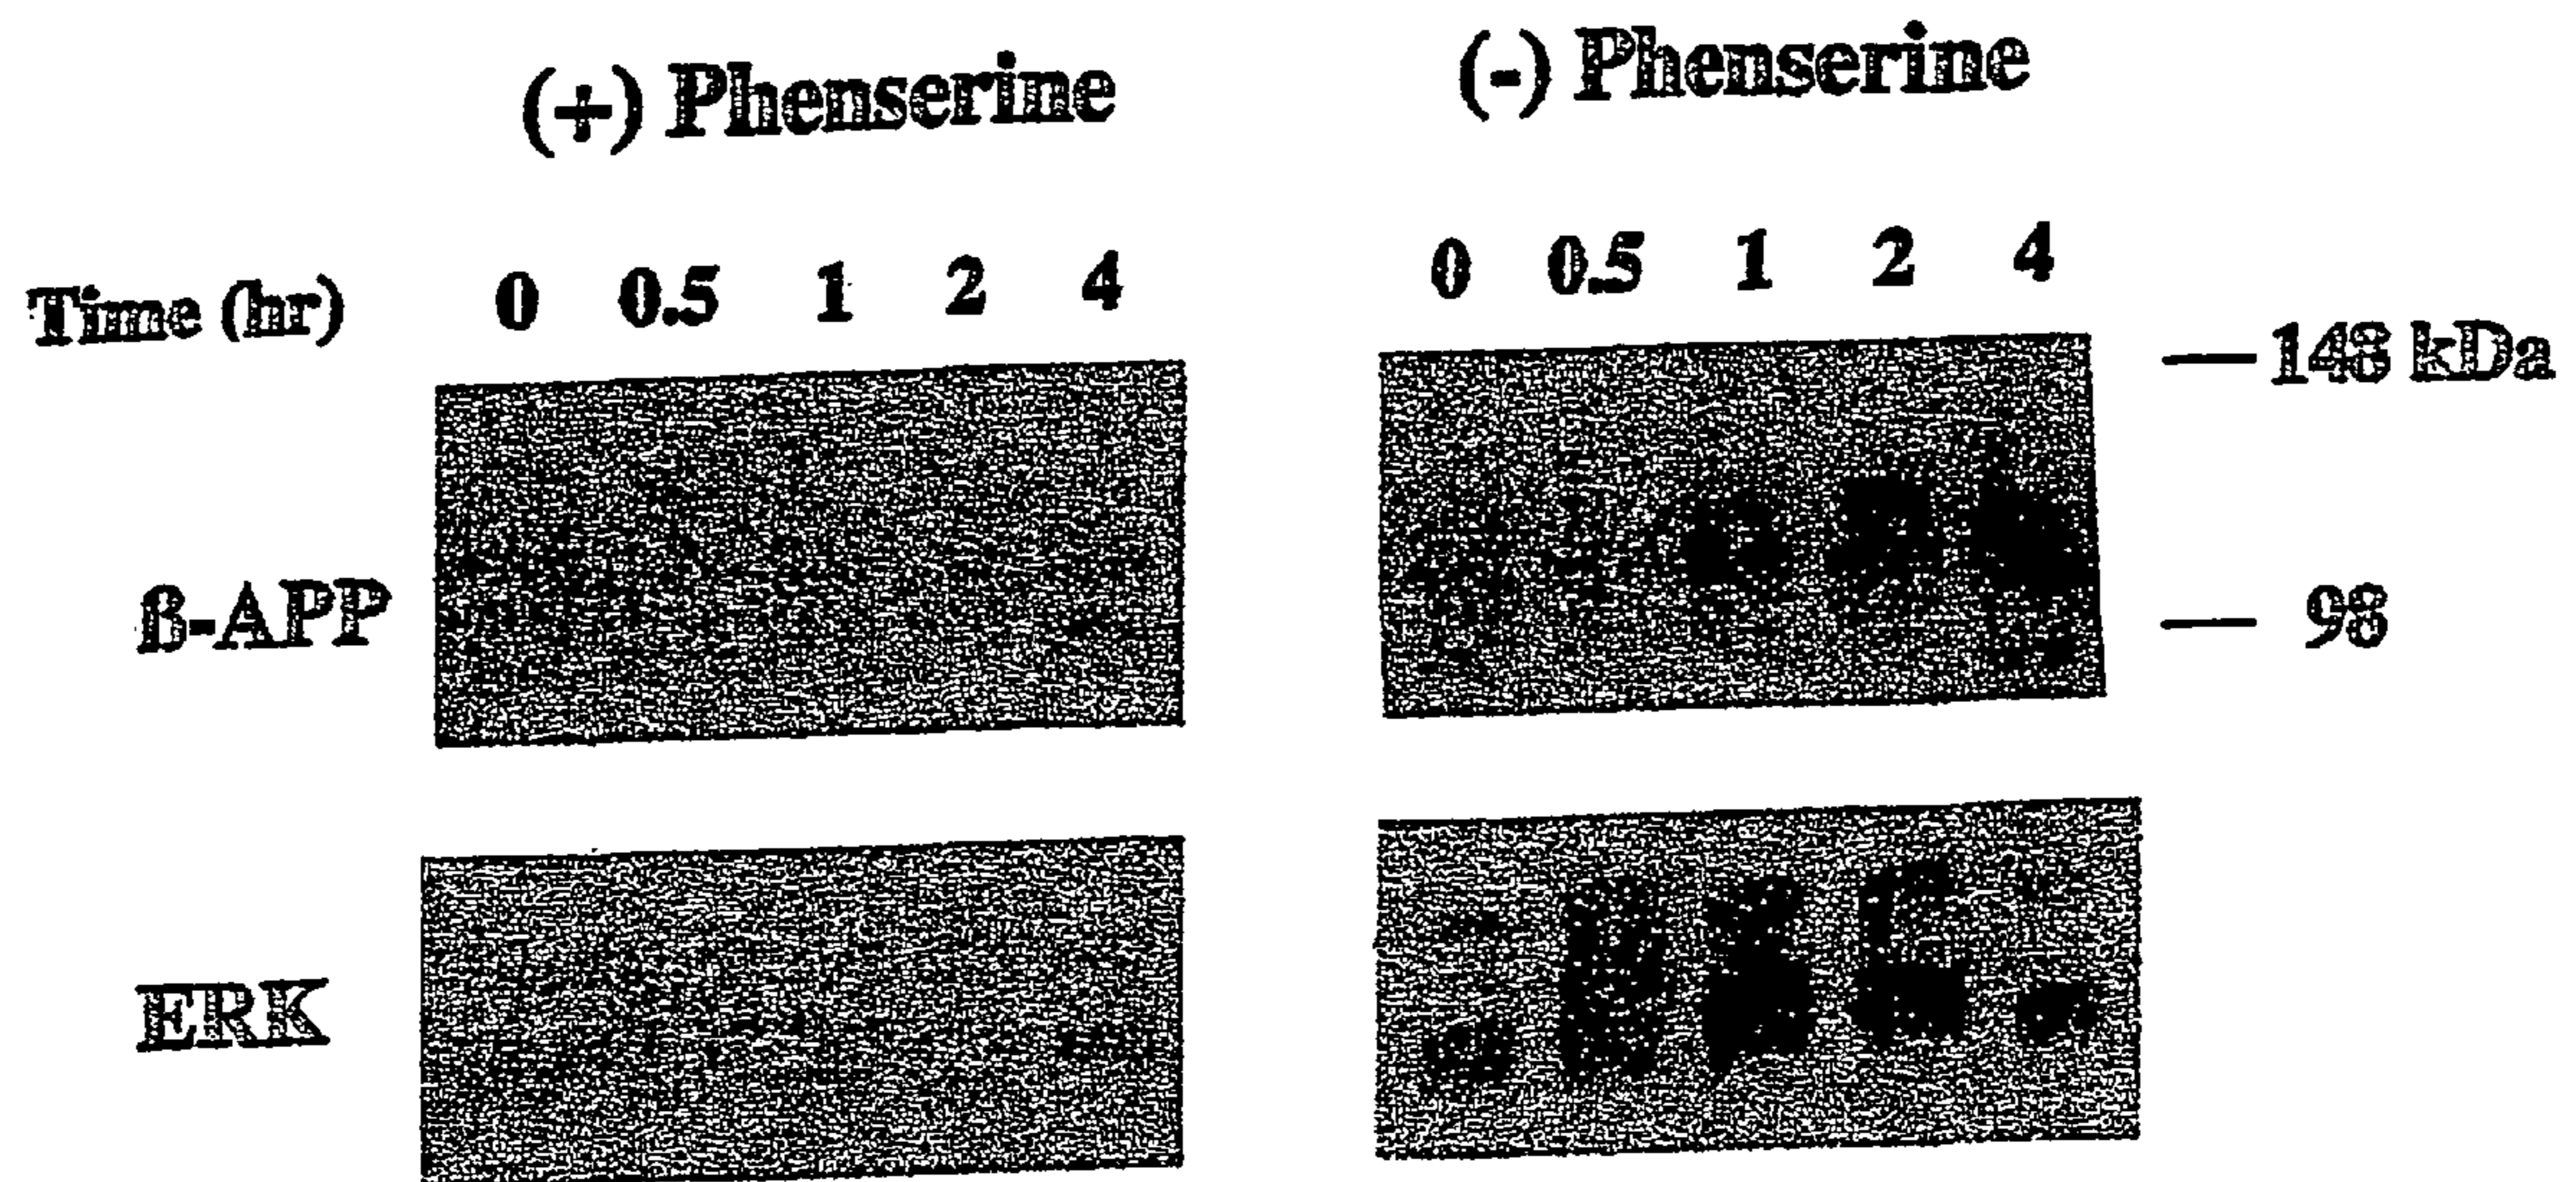 (+) Phenserine (-) Phenserine
Time (hr) 0 0.5 1 2 4 0 0.5 1 2 4
148 kDa
ß-APP 98
ERK